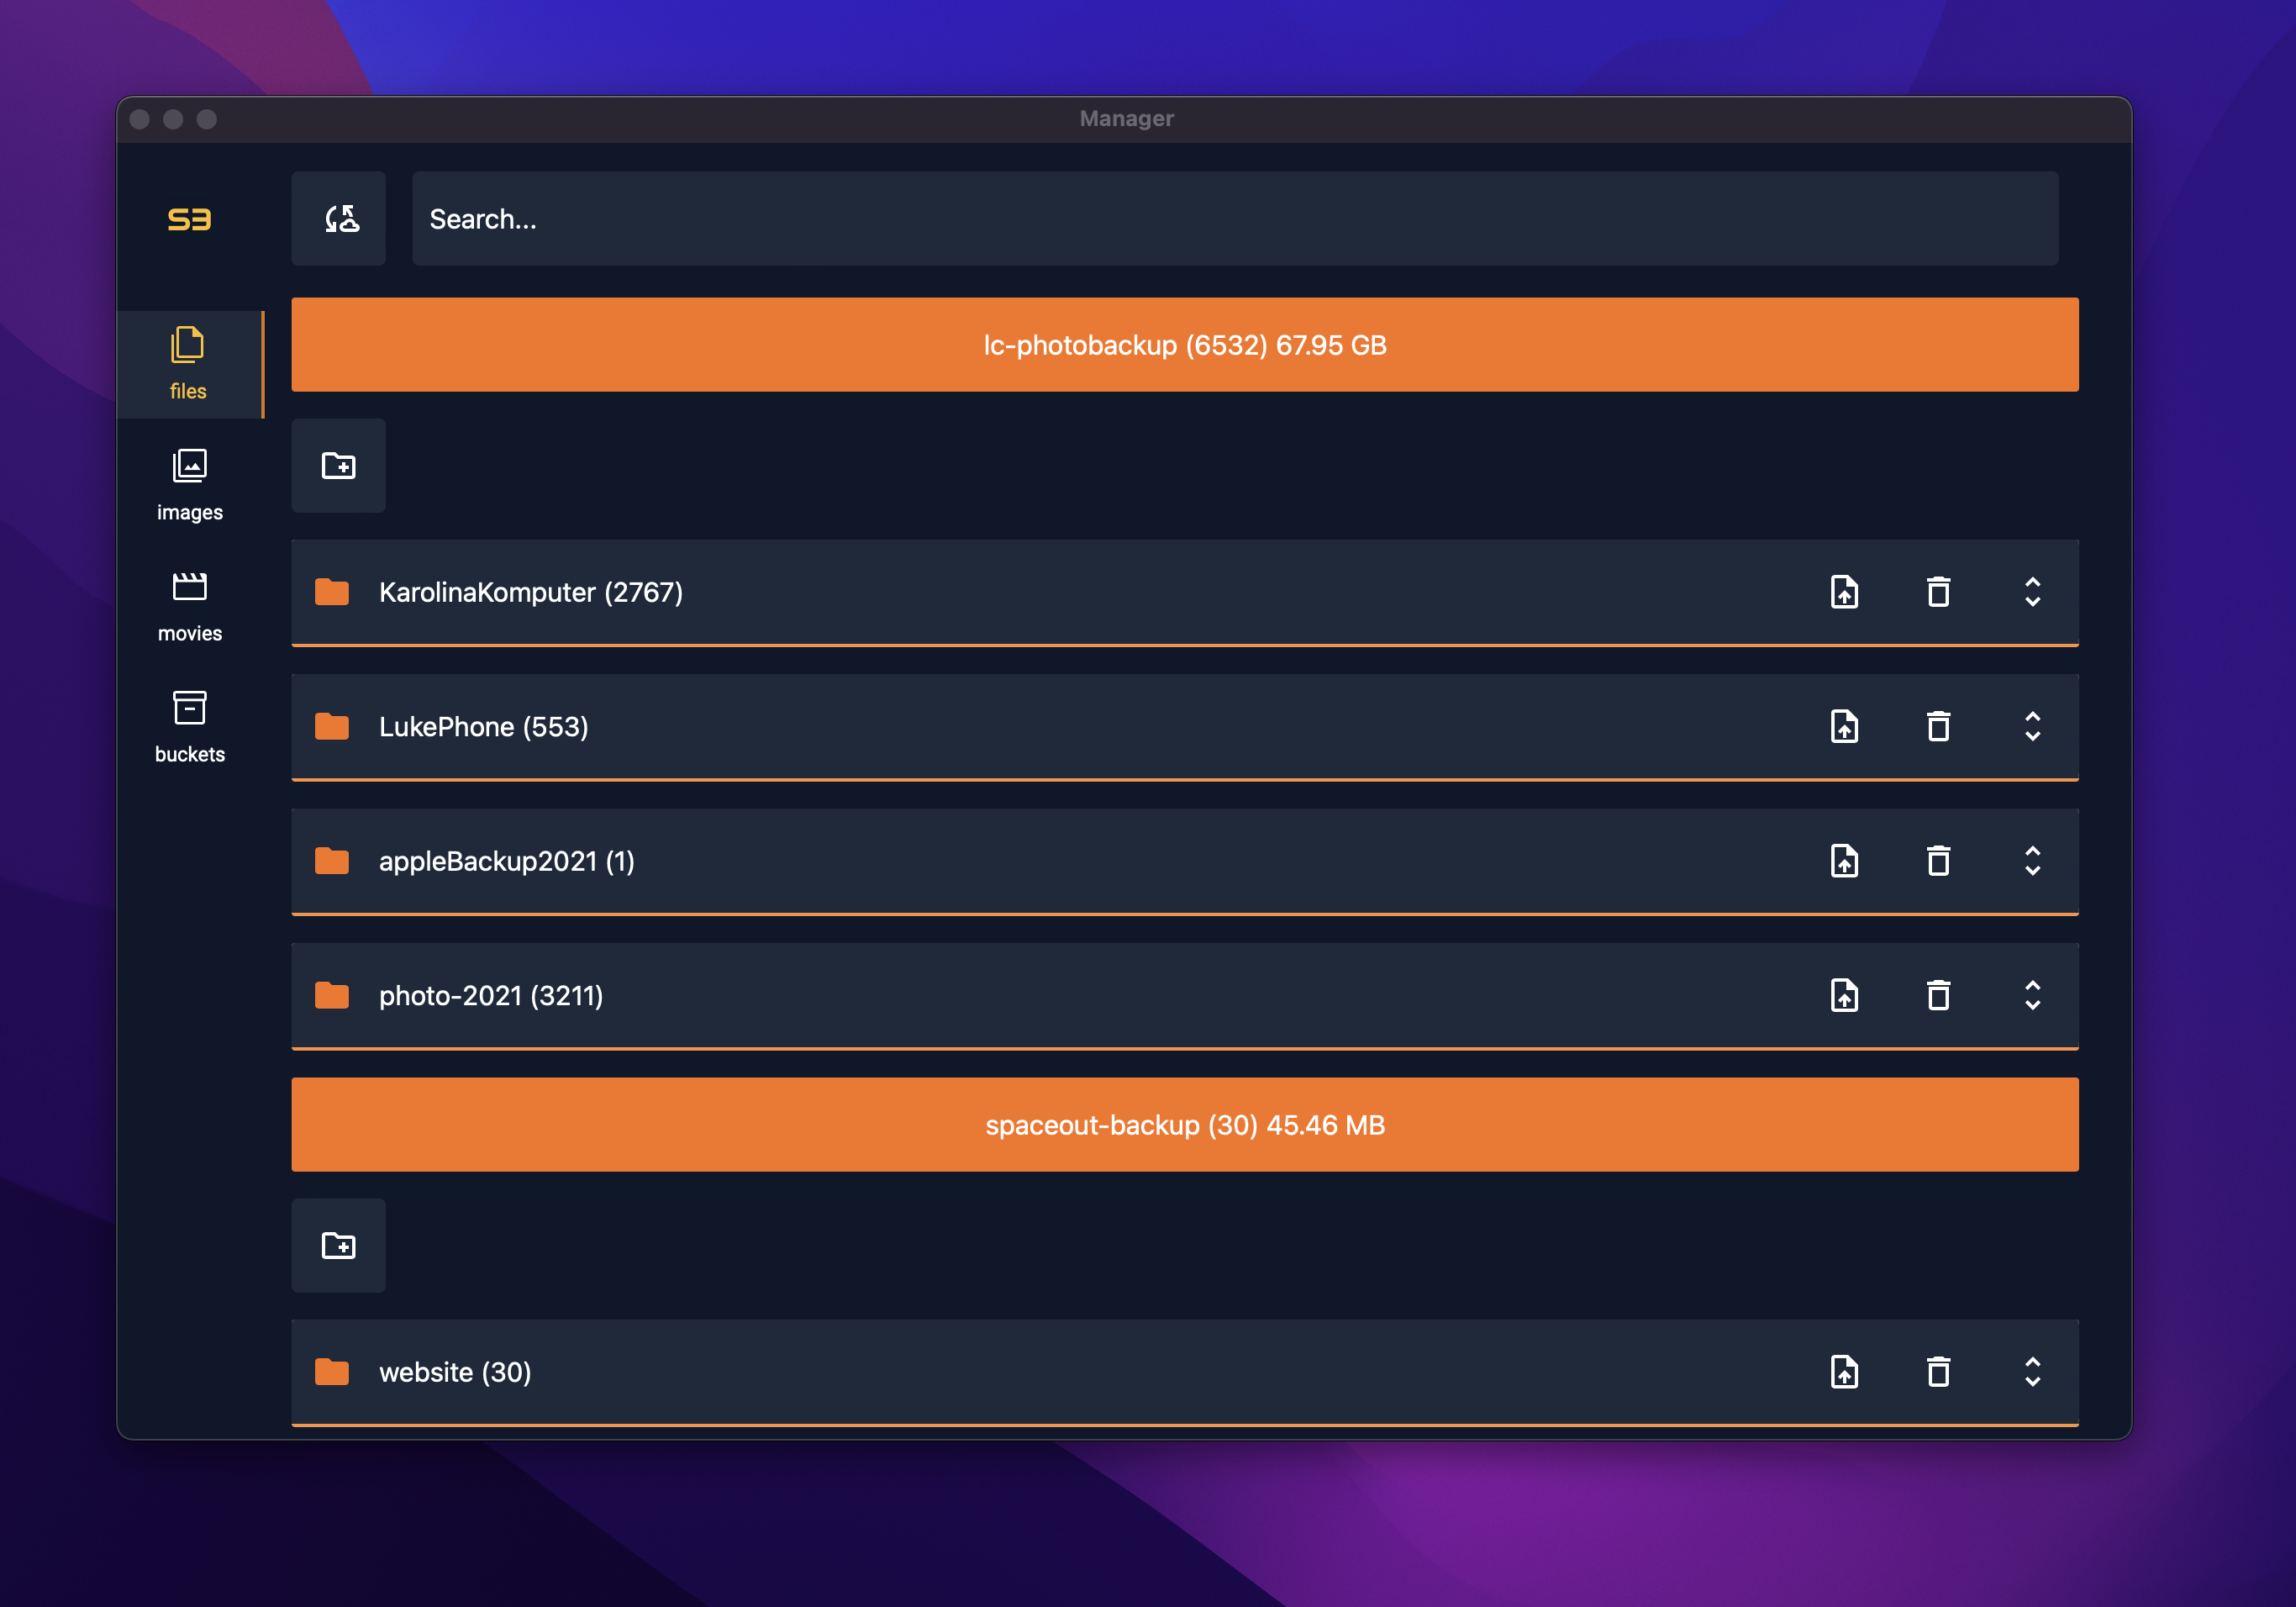 Manager
S3
Search...
lc-photobackup (6532) 67.95 GB
files
images
movies
buckets
KarolinaKomputer (2767)
LukePhone (553)
appleBackup2021 (1)
photo-2021 (3211)
spaceout-backup (30) 45.46 MB
website (30)